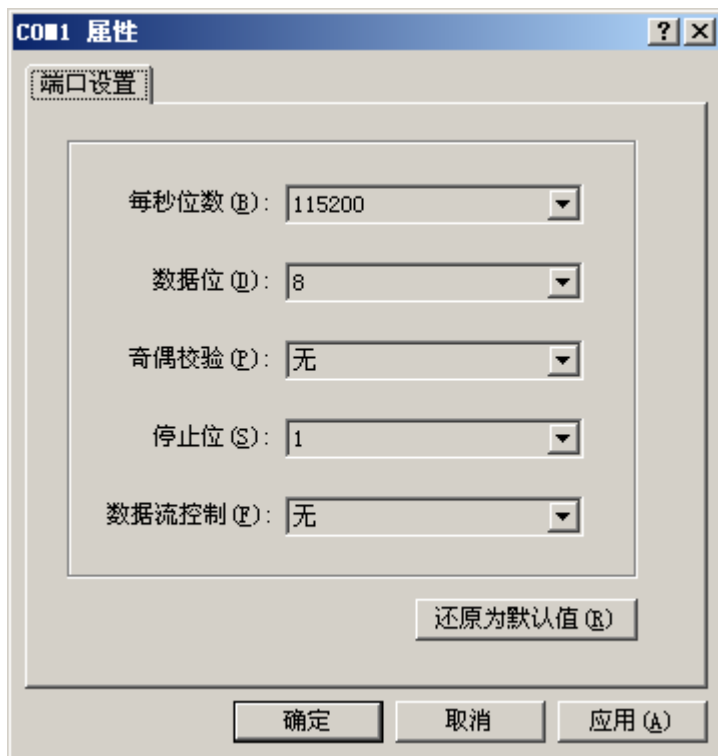 COM1 属性
端口设置
每秒位数(B): 115200
数据位(D): 8
奇偶校验(P): 无
停止位(S): 1
数据流控制(F): 无
还原为默认值(R)
确定 取消 应用(A)